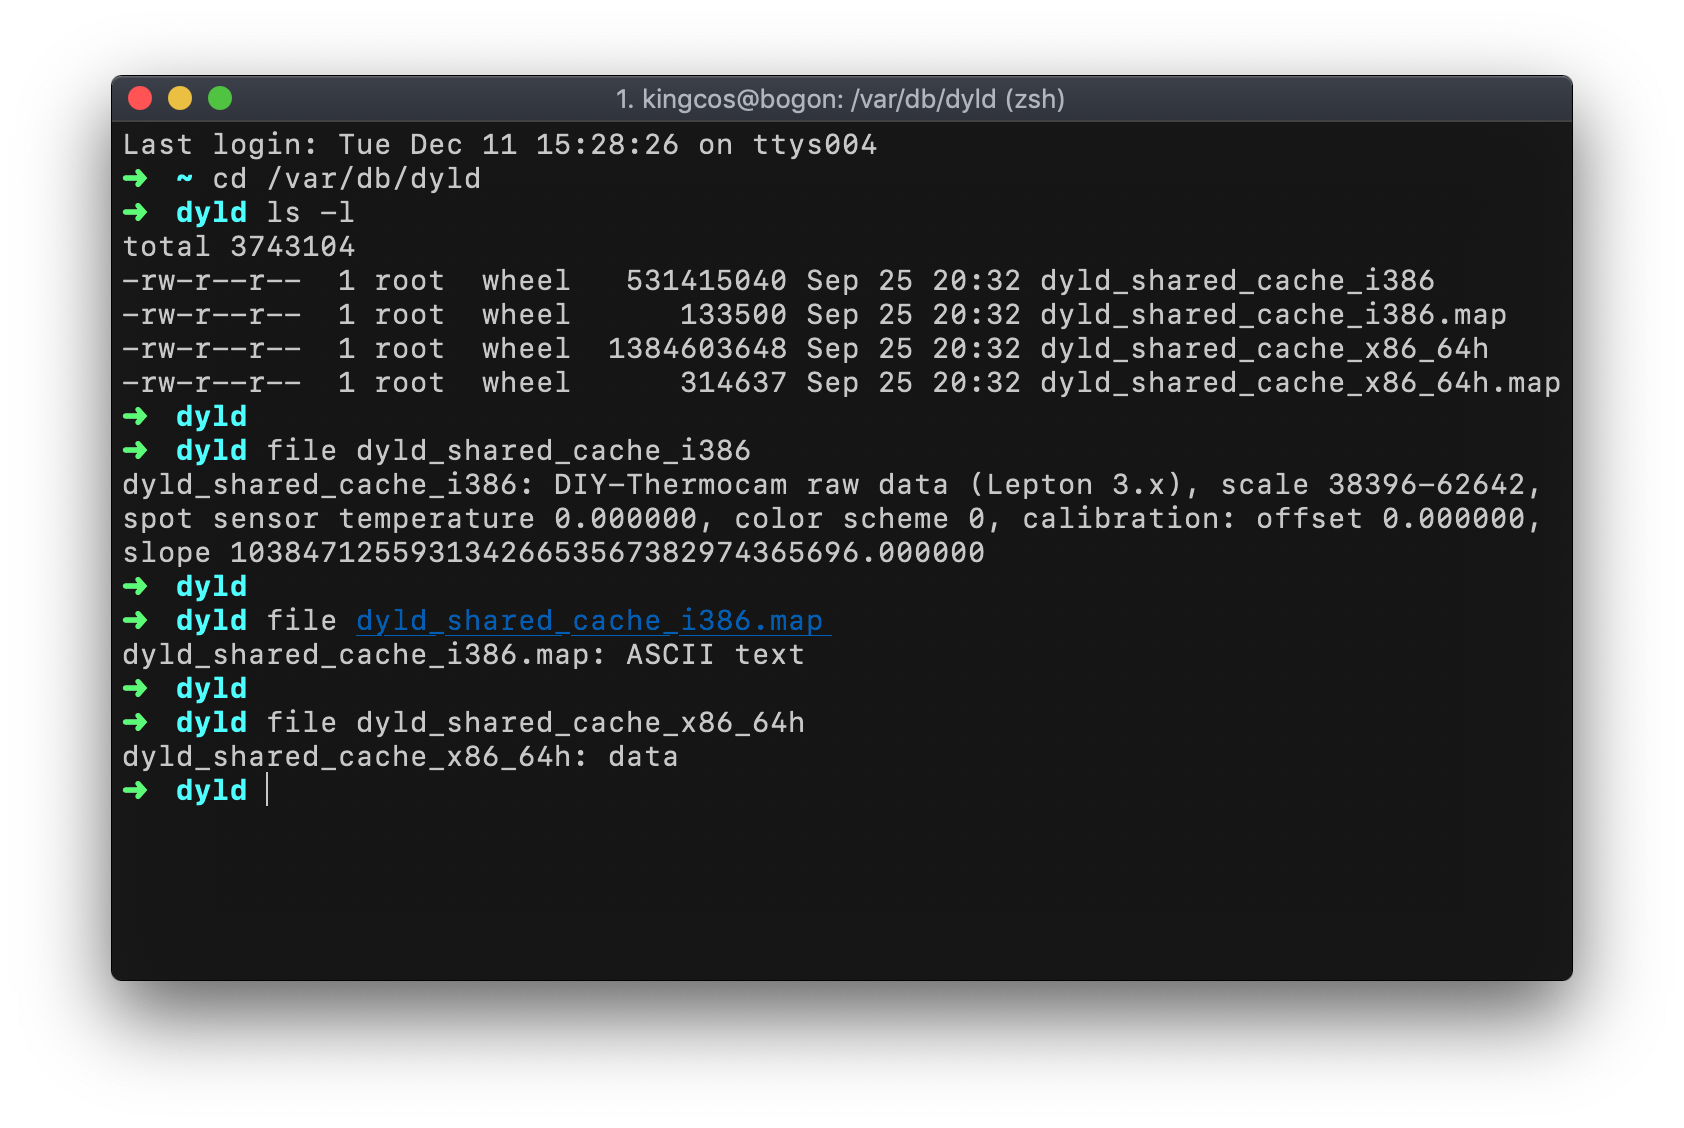 1. kingcos@bogon: /var/db/dyld (zsh)
Last login: Tue Dec 11 15:28:26 on ttys004
➜  ~ cd /var/db/dyld
➜  dyld ls -l
total 3743104
-rw-r--r--  1 root  wheel   531415040 Sep 25 20:32 dyld_shared_cache_i386
-rw-r--r--  1 root  wheel      133500 Sep 25 20:32 dyld_shared_cache_i386.map
-rw-r--r--  1 root  wheel  1384603648 Sep 25 20:32 dyld_shared_cache_x86_64h
-rw-r--r--  1 root  wheel      314637 Sep 25 20:32 dyld_shared_cache_x86_64h.map
➜  dyld
➜  dyld file dyld_shared_cache_i386
dyld_shared_cache_i386: DIY-Thermocam raw data (Lepton 3.x), scale 38396-62642,
spot sensor temperature 0.000000, color scheme 0, calibration: offset 0.000000,
slope 10384712559313426653567382974365696.000000
➜  dyld
➜  dyld file dyld_shared_cache_i386.map
dyld_shared_cache_i386.map: ASCII text
➜  dyld
➜  dyld file dyld_shared_cache_x86_64h
dyld_shared_cache_x86_64h: data
➜  dyld